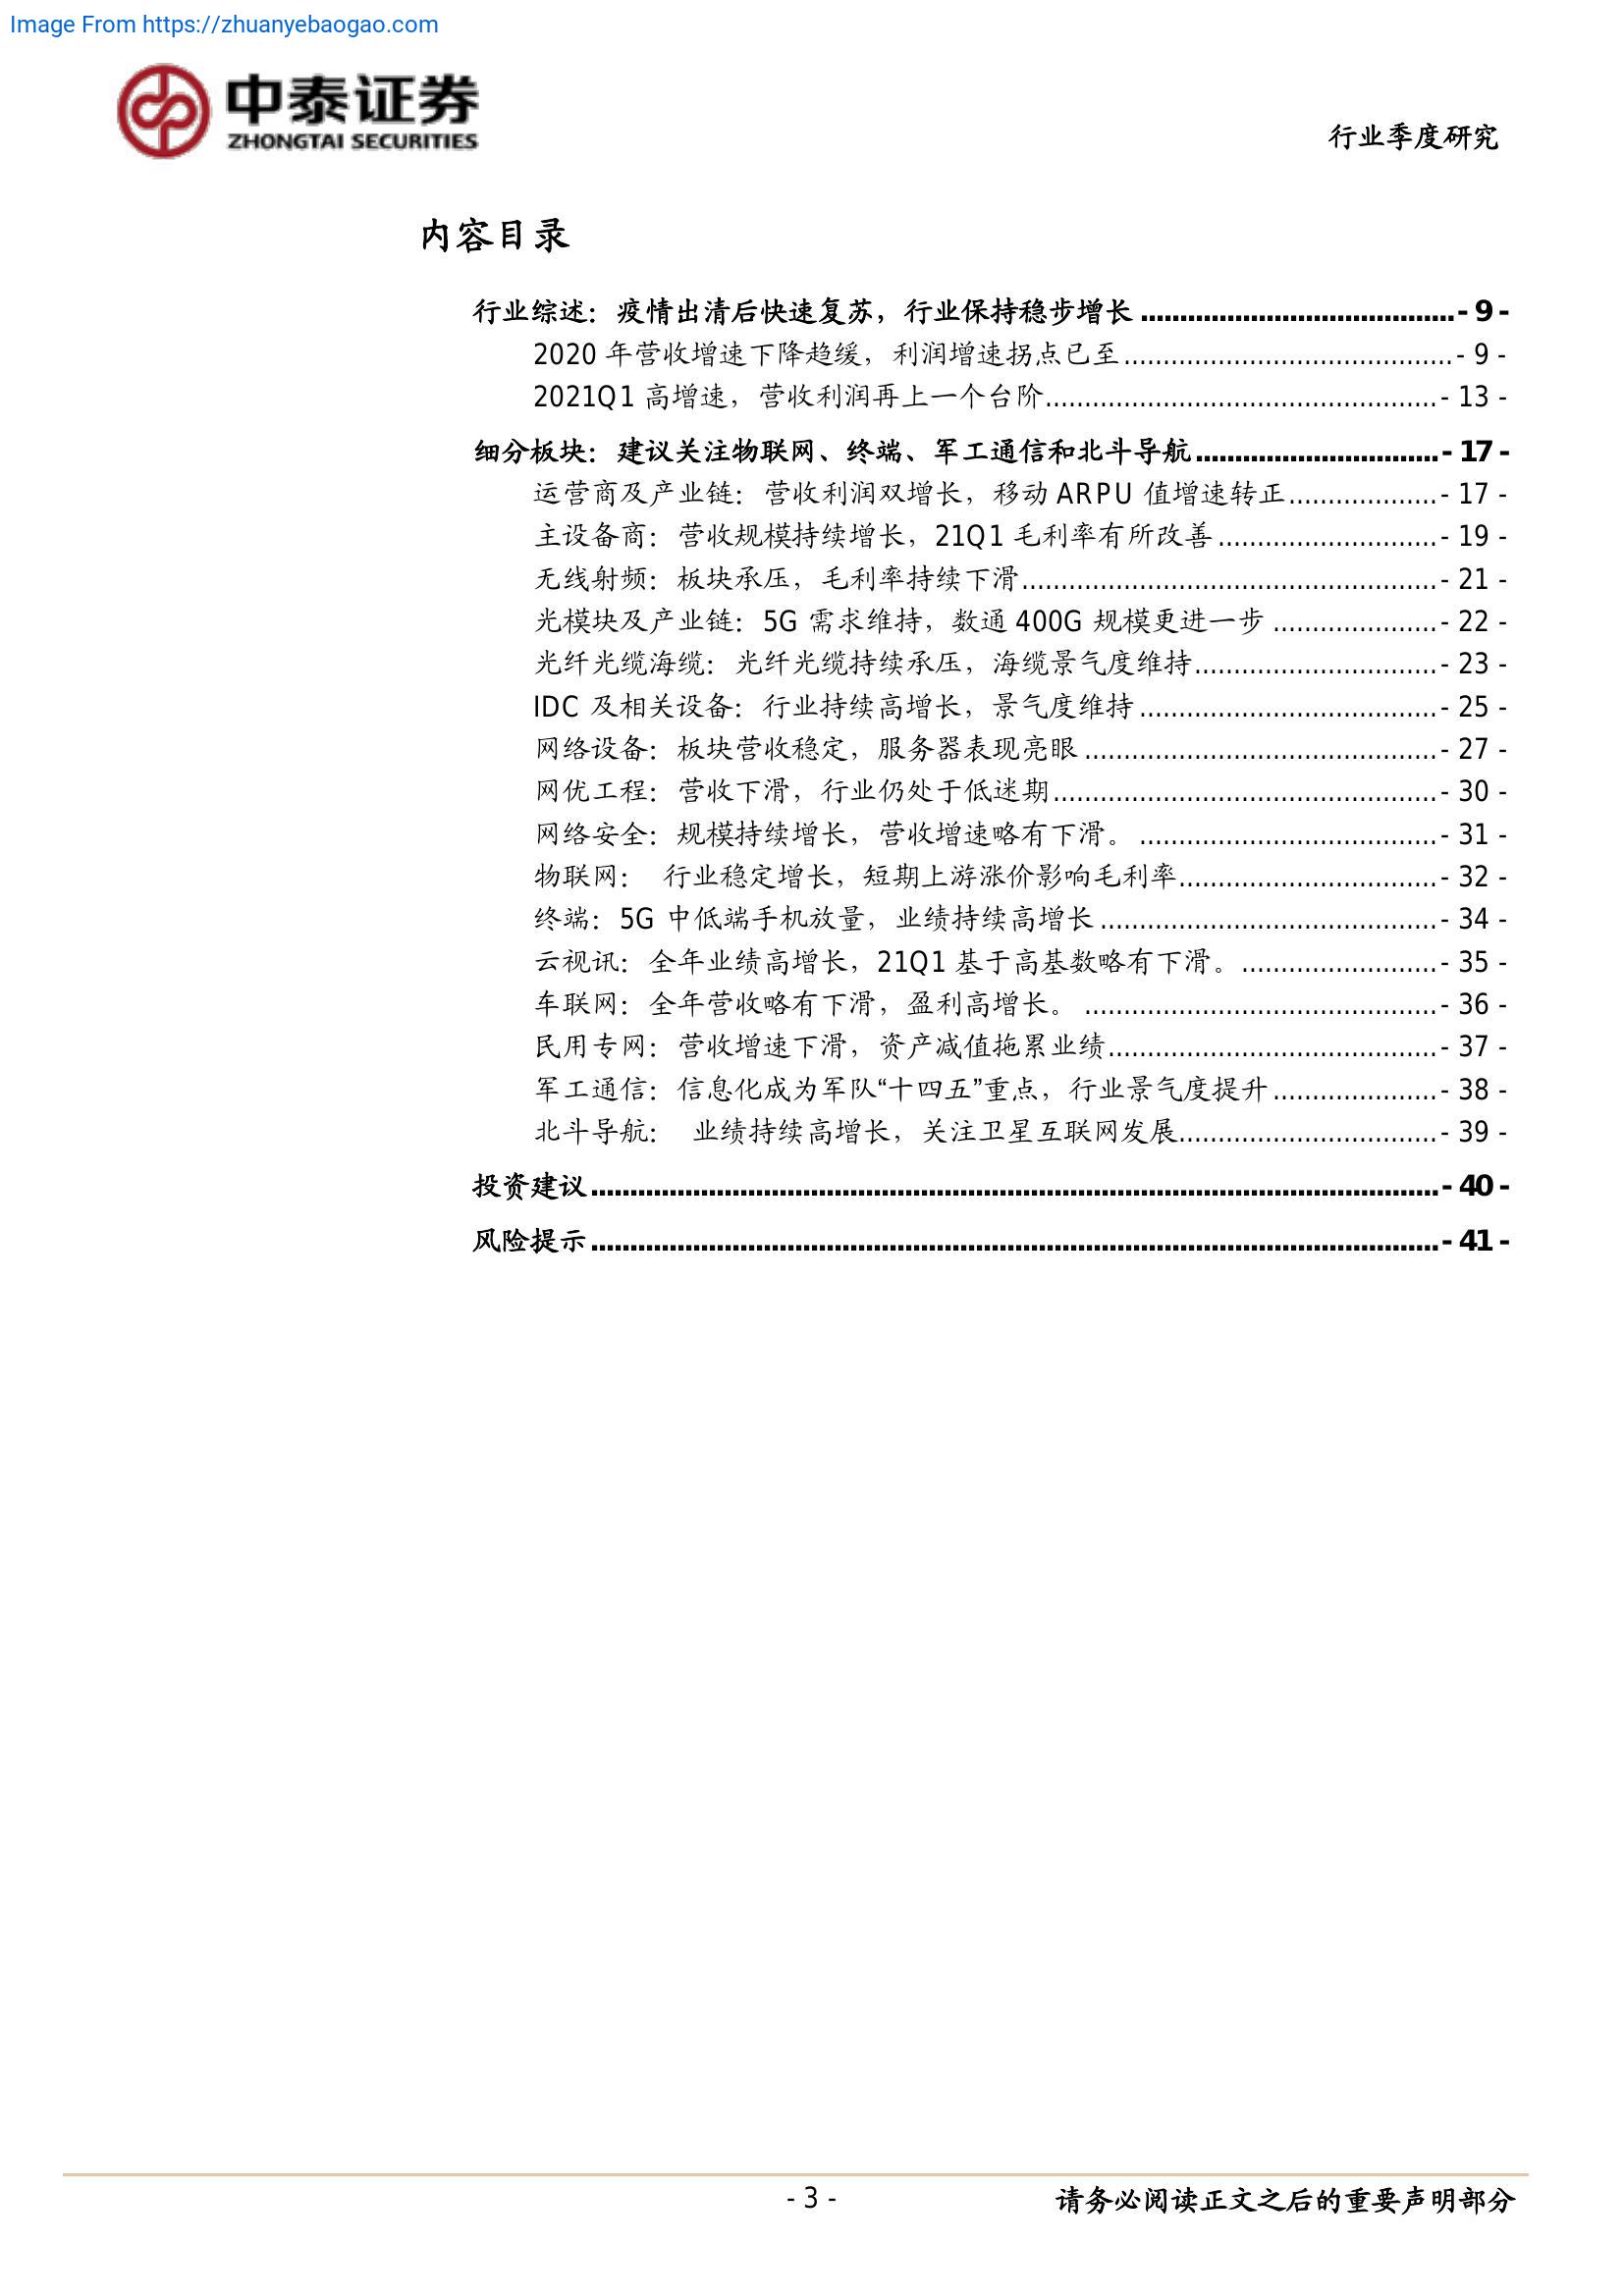 Image From https://zhuanyebaogao.com
中泰证券
ZHONGTAI SECURITIES
行业季度研究
内容目录
行业综述：疫情出清后快速复苏，行业保持稳步增长 ........................................ - 9 -
2020 年营收增速下降趋缓，利润增速拐点已至 ......................................... - 9 -
2021Q1 高增速，营收利润再上一个台阶 ................................................. - 13 -
细分板块：建议关注物联网、终端、军工通信和北斗导航 ............................... - 17 -
运营商及产业链：营收利润双增长，移动 ARPU 值增速转正 ................... - 17 -
主设备商：营收规模持续增长，21Q1 毛利率有所改善 ............................ - 19 -
无线射频：板块承压，毛利率持续下滑 ..................................................... - 21 -
光模块及产业链：5G 需求维持，数通 400G 规模更进一步 ..................... - 22 -
光纤光缆海缆：光纤光缆持续承压，海缆景气度维持 ............................... - 23 -
IDC 及相关设备：行业持续高增长，景气度维持 ...................................... - 25 -
网络设备：板块营收稳定，服务器表现亮眼 ............................................. - 27 -
网优工程：营收下滑，行业仍处于低迷期 ................................................. - 30 -
网络安全：规模持续增长，营收增速略有下滑。 ...................................... - 31 -
物联网： 行业稳定增长，短期上游涨价影响毛利率 ................................. - 32 -
终端：5G 中低端手机放量，业绩持续高增长 ........................................... - 34 -
云视讯：全年业绩高增长，21Q1 基于高基数略有下滑。 ......................... - 35 -
车联网：全年营收略有下滑，盈利高增长。 ............................................. - 36 -
民用专网：营收增速下滑，资产减值拖累业绩 .......................................... - 37 -
军工通信：信息化成为军队“十四五”重点，行业景气度提升 ..................... - 38 -
北斗导航： 业绩持续高增长，关注卫星互联网发展 ................................. - 39 -
投资建议 ............................................................................................................ - 40 -
风险提示 ............................................................................................................ - 41 -
- 3 -
请务必阅读正文之后的重要声明部分